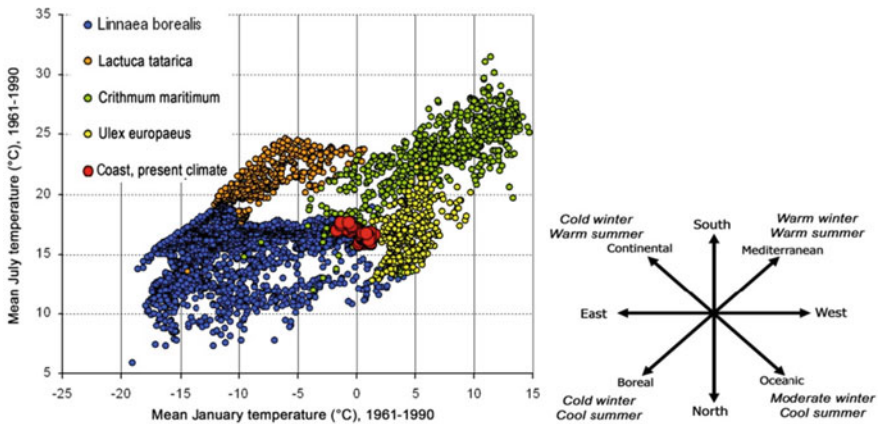 35
30
25
20
15
10
5
Mean July temperature (°C), 1961-1990
Linnaea borealis
Lactuca tatarica
Crithmum maritimum
Ulex europaeus
Coast, present climate
-25 -20 -15 -10 -5 0 5 10 15
Mean January temperature (°C), 1961-1990
Cold winter
Warm summer
Continental
South
Warm winter
Warm summer
Mediterranean
East
West
Boreal
Cold winter
Cool summer
North
Oceanic
Moderate winter
Cool summer